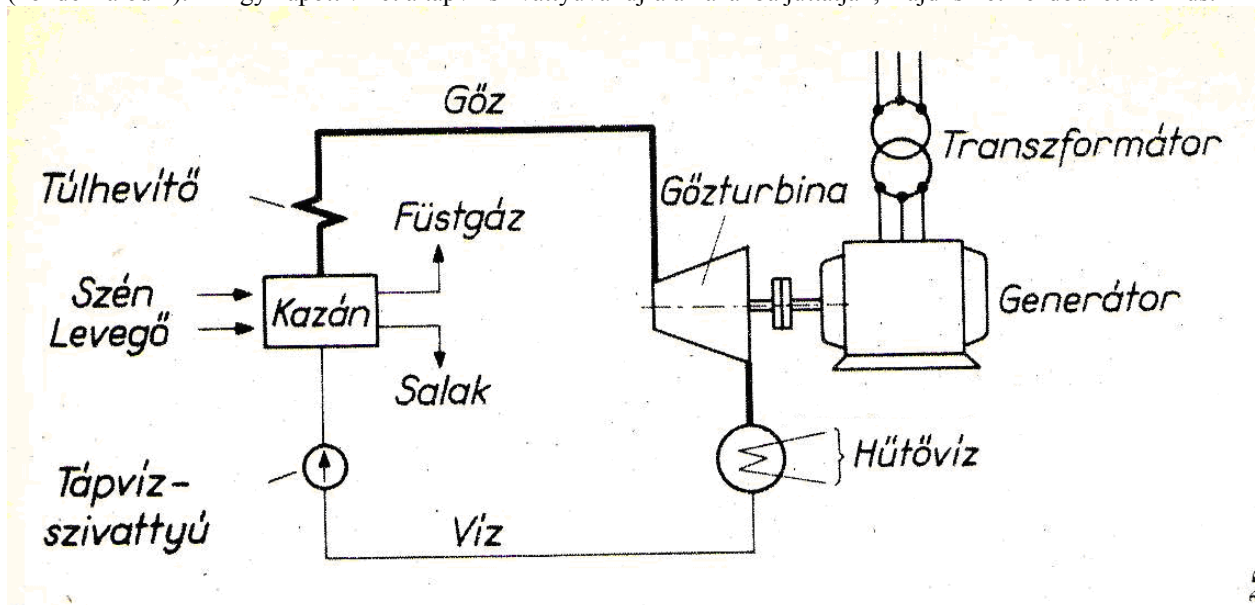 Gőz
Transzformátor
Túlhevítő
Gőzturbina
Füstgáz
Szén
Levegő
Kazán
Generátor
Salak
Hűtővíz
Tápvíz-
szivattyú
Víz